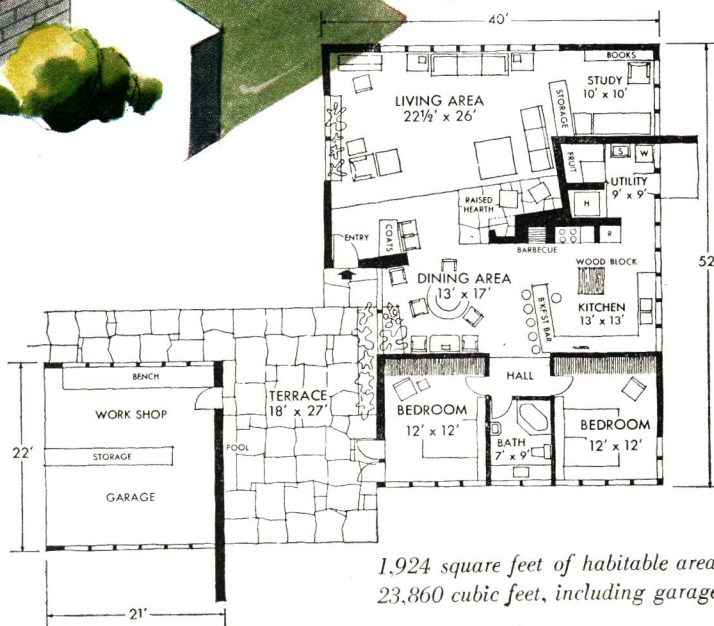 40'
BOOKS
STUDY
10' x 10'
LIVING AREA
22½' x 26'
STORAGE
FRUIT
LS
W
UTILITY
9' x 9'
H
RAISED
HEARTH
ENTRY
COATS
BARBECUE
R
52
DINING AREA
13' x 17'
WOOD BLOCK
B'KFST BAR
KITCHEN
13' x 13'
BENCH
WORK SHOP
STORAGE
GARAGE
22'
21'
TERRACE
18' x 27'
POOL
HALL
BEDROOM
12' x 12'
BATH
7' x 9'
BEDROOM
12' x 12'
1,924 square feet of habitable area
23,860 cubic feet, including garage